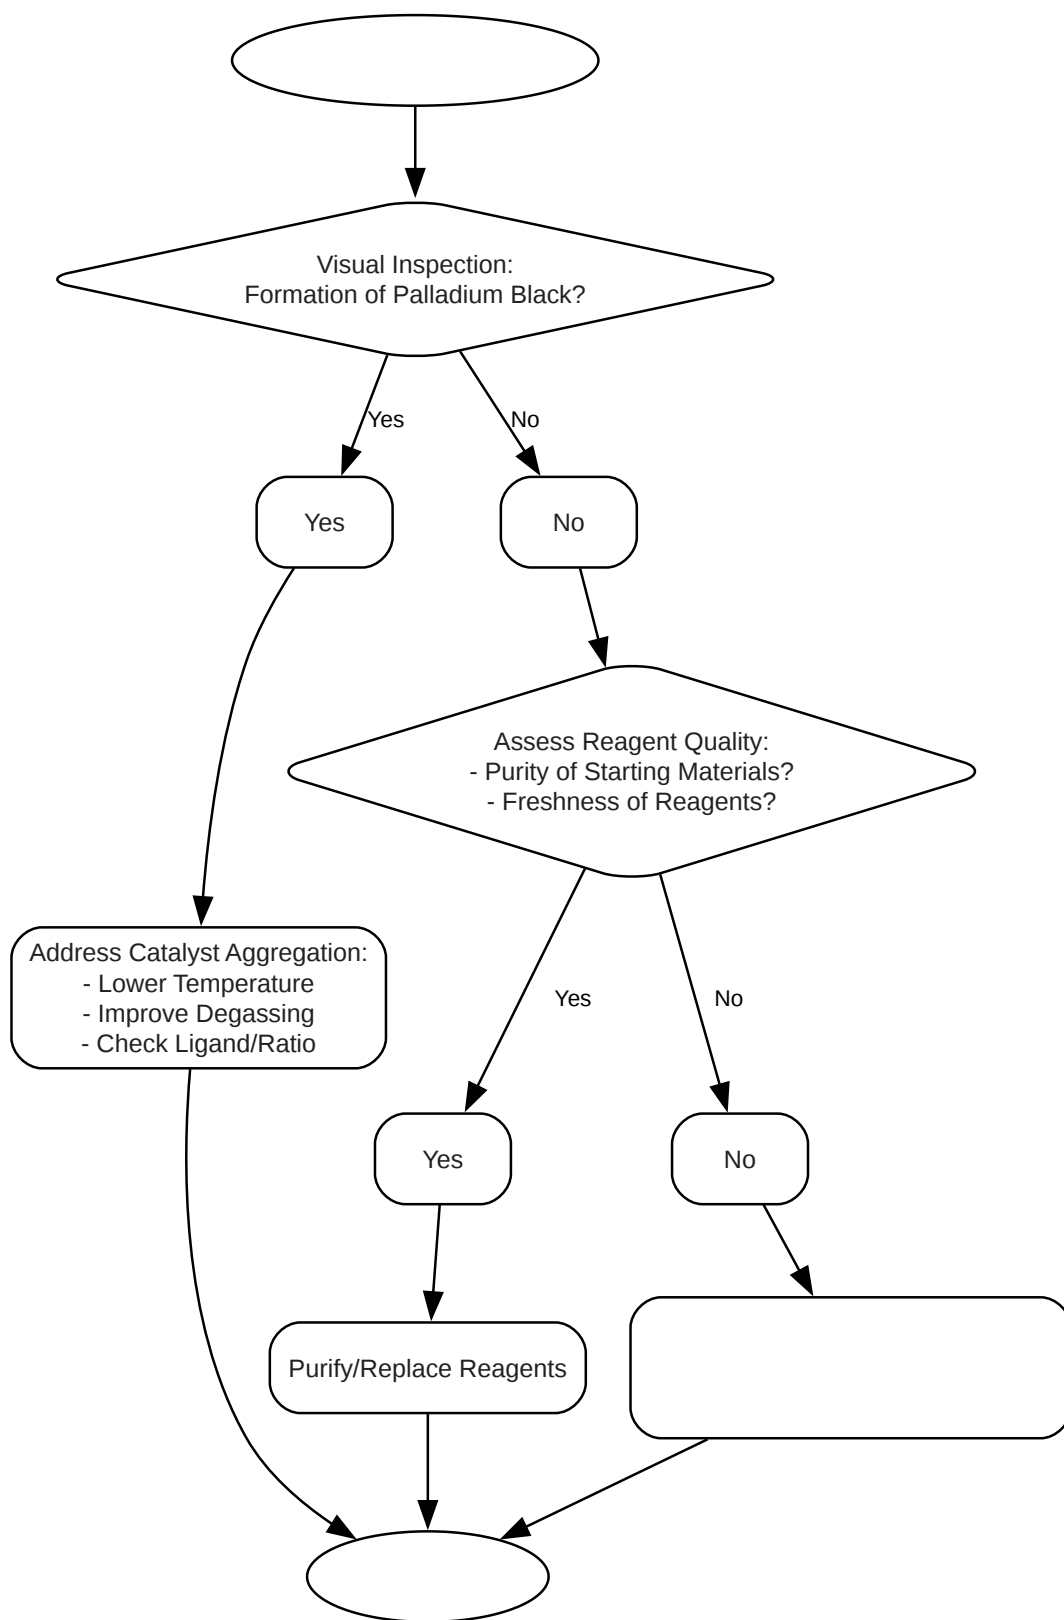 Visual Inspection:
Formation of Palladium Black?
Yes
No
Yes
No
Assess Reagent Quality:
- Purity of Starting Materials?
- Freshness of Reagents?
Address Catalyst Aggregation:
- Lower Temperature
- Improve Degassing
- Check Ligand/Ratio
Yes
No
Yes
No
Purify/Replace Reagents